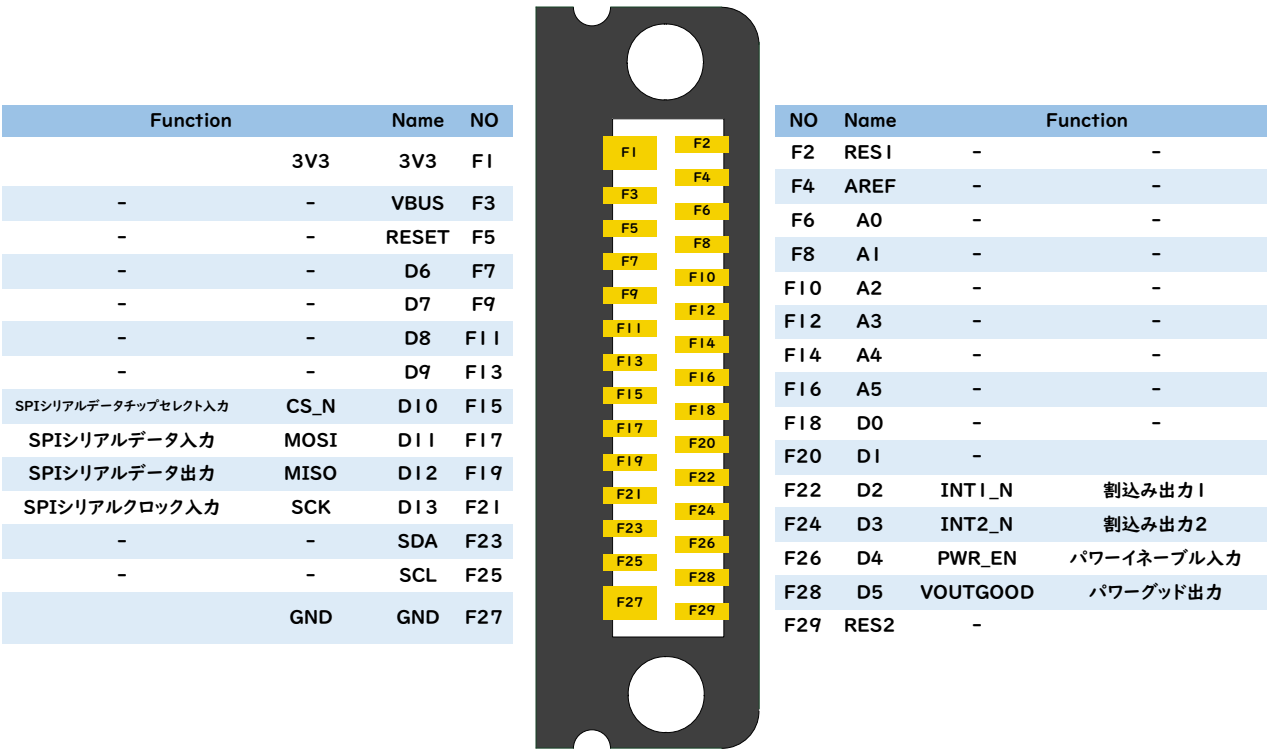 Function Name NO
3V3 3V3 F1
- - VBUS F3
- - RESET F5
- - D6 F7
- - D7 F9
- - D8 F11
- - D9 F13
SPIシリアルデータチップセレクト入力 CS_N D10 F15
SPIシリアルデータ入力 MOSI D11 F17
SPIシリアルデータ出力 MISO D12 F19
SPIシリアルクロック入力 SCK D13 F21
- - SDA F23
- - SCL F25
GND GND F27
F1
F3
F5
F7
F9
F11
F13
F15
F17
F19
F21
F23
F25
F27
F2
F4
F6
F8
F10
F12
F14
F16
F18
F20
F22
F24
F26
F28
F29
NO Name Function
F2 RES1 - -
F4 AREF - -
F6 A0 - -
F8 A1 - -
F10 A2 - -
F12 A3 - -
F14 A4 - -
F16 A5 - -
F18 D0 - -
F20 D1 -
F22 D2 INT1_N 割込み出力1
F24 D3 INT2_N 割込み出力2
F26 D4 PWR_EN パワーイネーブル入力
F28 D5 VOUTGOOD パワーグッド出力
F29 RES2 -